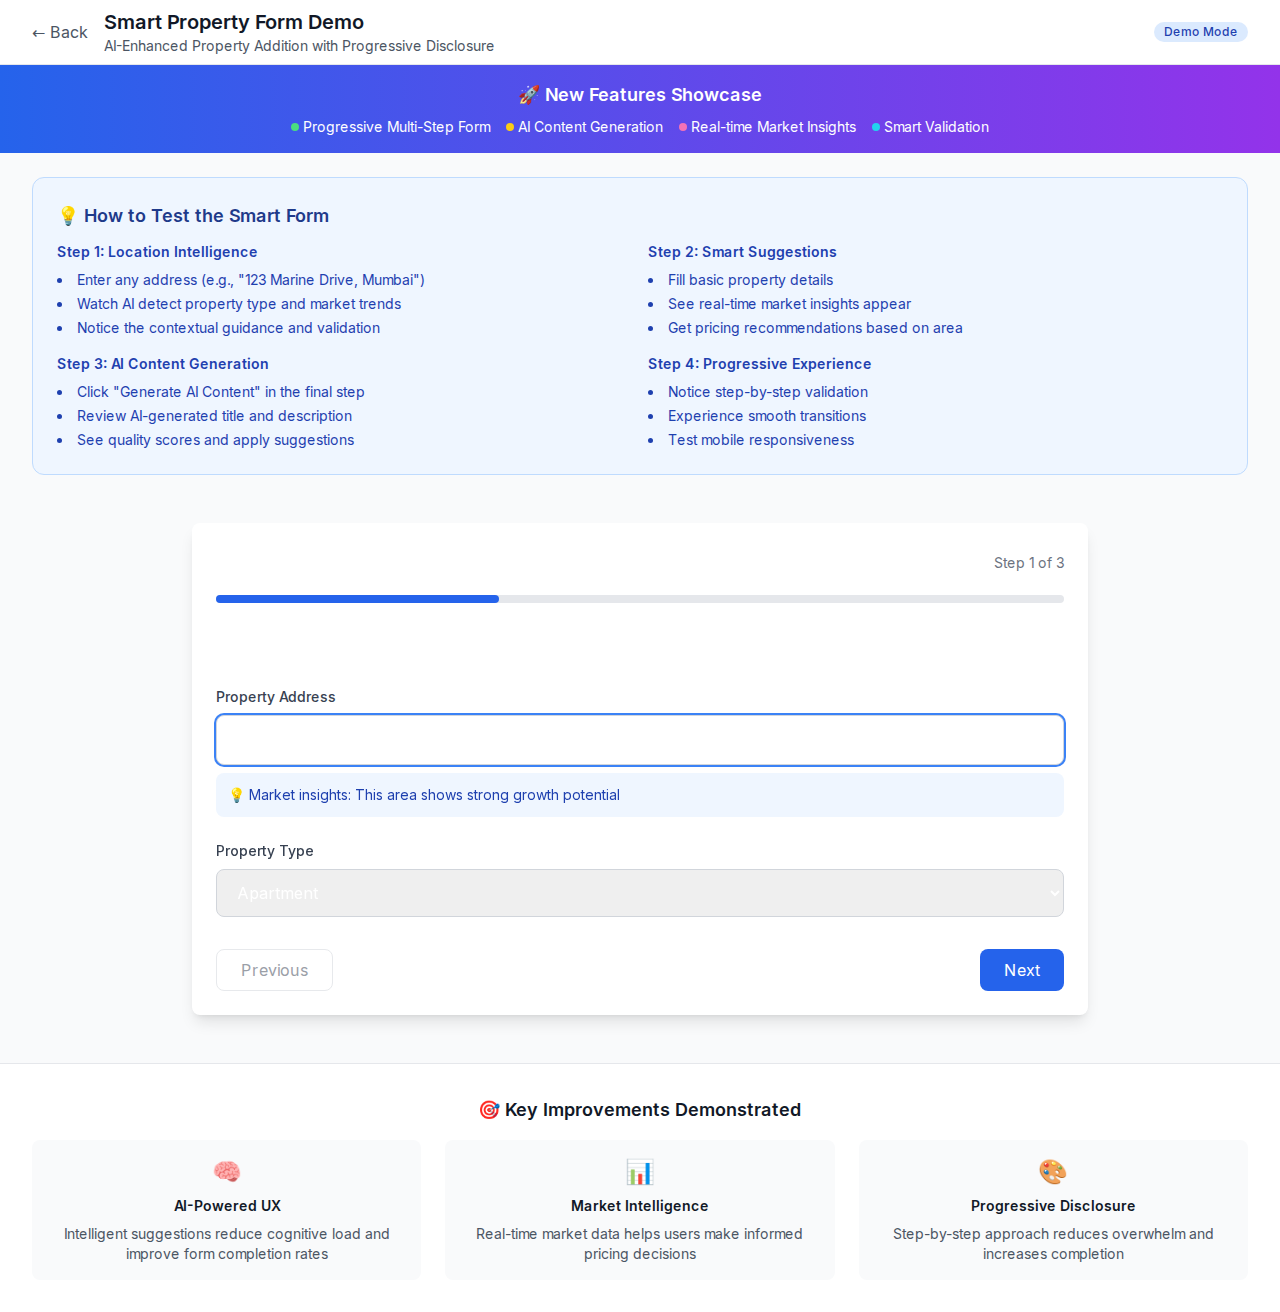 ← Back
Smart Property Form Demo
AI-Enhanced Property Addition with Progressive Disclosure
Demo Mode
🚀 New Features Showcase
Progressive Multi-Step Form
AI Content Generation
Real-time Market Insights
Smart Validation
💡 How to Test the Smart Form
Step 1: Location Intelligence
• Enter any address (e.g., "123 Marine Drive, Mumbai")
• Watch AI detect property type and market trends
• Notice the contextual guidance and validation
Step 2: Smart Suggestions
• Fill basic property details
• See real-time market insights appear
• Get pricing recommendations based on area
Step 3: AI Content Generation
• Click "Generate AI Content" in the final step
• Review AI-generated title and description
• See quality scores and apply suggestions
Step 4: Progressive Experience
• Notice step-by-step validation
• Experience smooth transitions
• Test mobile responsiveness
Step 1 of 3
Property Address
💡 Market insights: This area shows strong growth potential
Property Type
Apartment
Previous
Next
🎯 Key Improvements Demonstrated
🧠
AI-Powered UX
Intelligent suggestions reduce cognitive load and
improve form completion rates
📊
Market Intelligence
Real-time market data helps users make informed
pricing decisions
🎨
Progressive Disclosure
Step-by-step approach reduces overwhelm and
increases completion